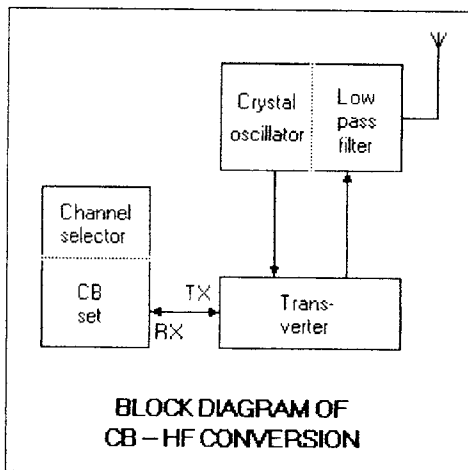 Crystal
oscillator
Low
pass
filter
Channel
selector
CB
set
TX
RX
Trans-
verter
BLOCK DIAGRAM OF
CB – HF CONVERSION